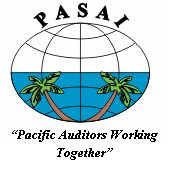 PASAI
“Pacific Auditors Working
Together”